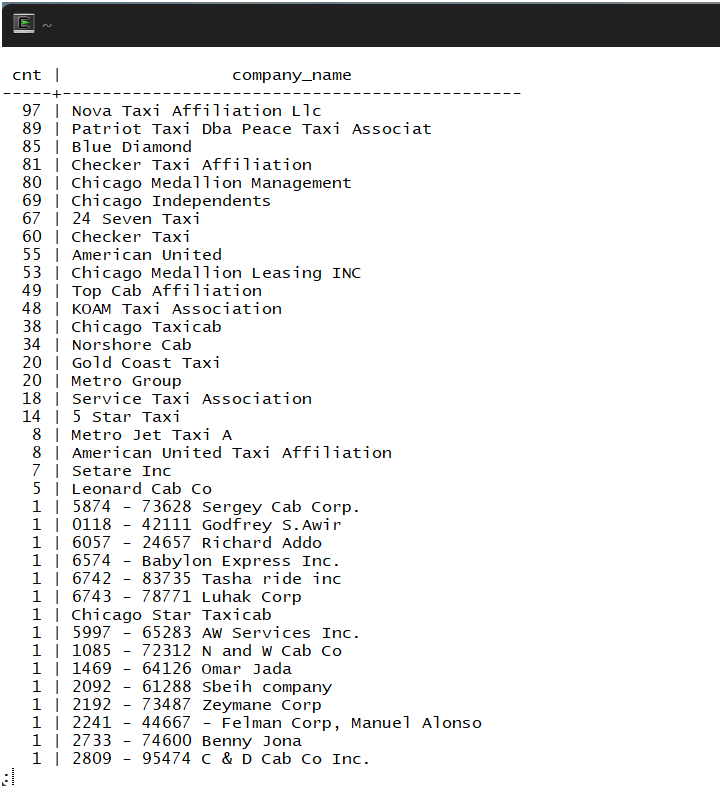 ~
cnt | company_name
-----+----------------------------------------------
97 | Nova Taxi Affiliation Llc
89 | Patriot Taxi Dba Peace Taxi Associat
85 | Blue Diamond
81 | Checker Taxi Affiliation
80 | Chicago Medallion Management
69 | Chicago Independents
67 | 24 Seven Taxi
60 | Checker Taxi
55 | American United
53 | Chicago Medallion Leasing INC
49 | Top Cab Affiliation
48 | KOAM Taxi Association
38 | Chicago Taxicab
34 | Norshore Cab
20 | Gold Coast Taxi
20 | Metro Group
18 | Service Taxi Association
14 | 5 Star Taxi
8 | Metro Jet Taxi A
8 | American United Taxi Affiliation
7 | Setare Inc
5 | Leonard Cab Co
1 | 5874 - 73628 Sergey Cab Corp.
1 | 0118 - 42111 Godfrey S.Awir
1 | 6057 - 24657 Richard Addo
1 | 6574 - Babylon Express Inc.
1 | 6742 - 83735 Tasha ride inc
1 | 6743 - 78771 Luhak Corp
1 | Chicago Star Taxicab
1 | 5997 - 65283 AW Services Inc.
1 | 1085 - 72312 N and W Cab Co
1 | 1469 - 64126 Omar Jada
1 | 2092 - 61288 Sbeih company
1 | 2192 - 73487 Zeymane Corp
1 | 2241 - 44667 - Felman Corp, Manuel Alonso
1 | 2733 - 74600 Benny Jona
1 | 2809 - 95474 C & D Cab Co Inc.
: